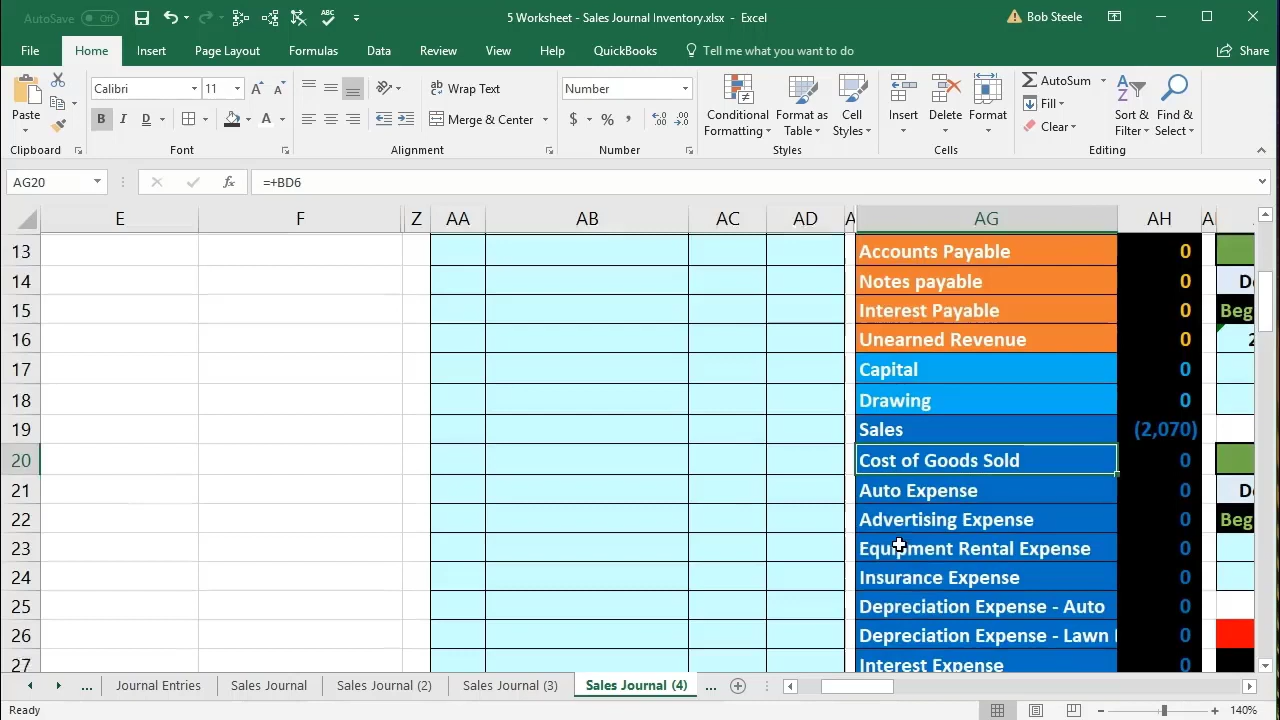 AutoSave Off 5 Worksheet - Sales Journal Inventory.xlsx - Excel Bob Steele
File Home Insert Page Layout Formulas Data Review View Help QuickBooks Tell me what you want to do Share
Paste Calibri 11 A A ab Wrap Text Number AutoSum
B I D A Merge & Center $ % , Conditional Formatting Format as Table Cell Styles Insert Delete Format Fill Clear Sort & Filter Find & Select
Clipboard Font Alignment Number Styles Cells Editing
AG20 fx =+BD6
E F Z AA AB AC AD A AG AH A
13 Accounts Payable 0
14 Notes payable 0 D
15 Interest Payable 0 Beg
16 Unearned Revenue 0 2
17 Capital 0
18 Drawing 0
19 Sales (2,070)
20 Cost of Goods Sold 0
21 Auto Expense 0 D
22 Advertising Expense 0 Beg
23 Equipment Rental Expense 0
24 Insurance Expense 0
25 Depreciation Expense - Auto 0
26 Depreciation Expense - Lawn 0
27 Interest Expense 0
... Journal Entries Sales Journal Sales Journal (2) Sales Journal (3) Sales Journal (4) ...
Ready 140%